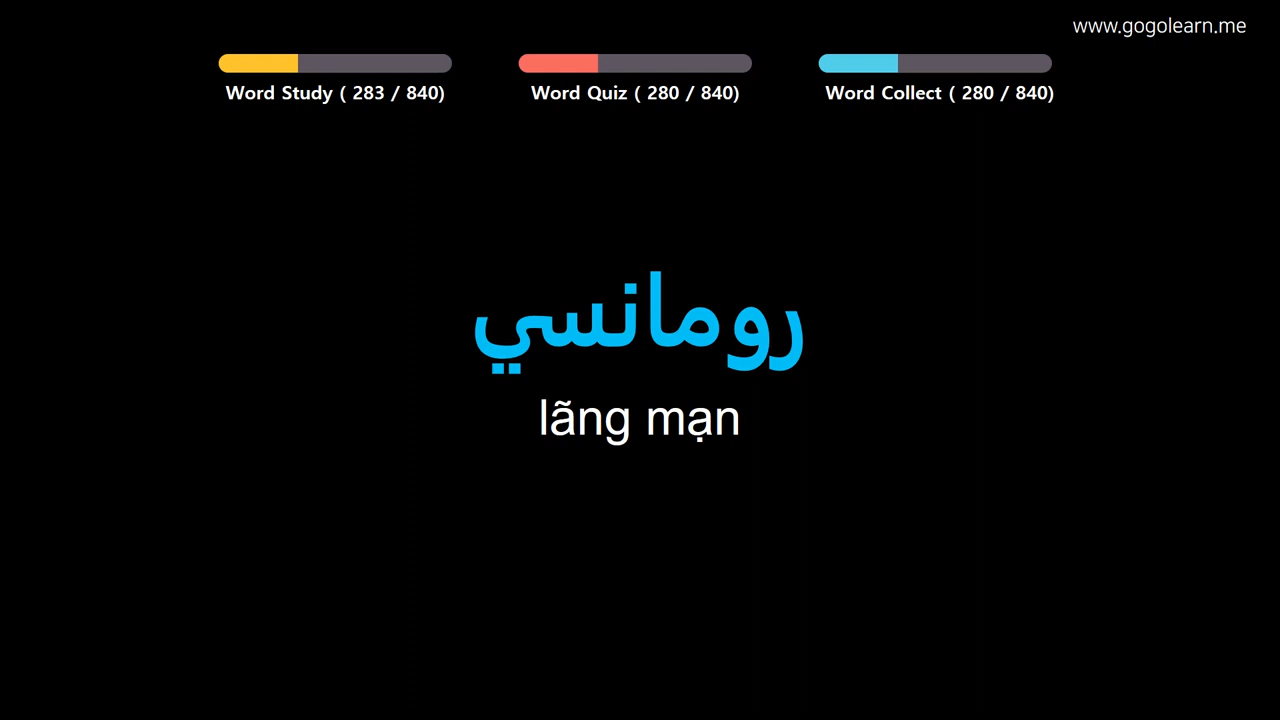 www.gogolearn.me
Word Study ( 283 / 840)
Word Quiz ( 280 / 840)
Word Collect ( 280 / 840)
رومانسي
lãng mạn